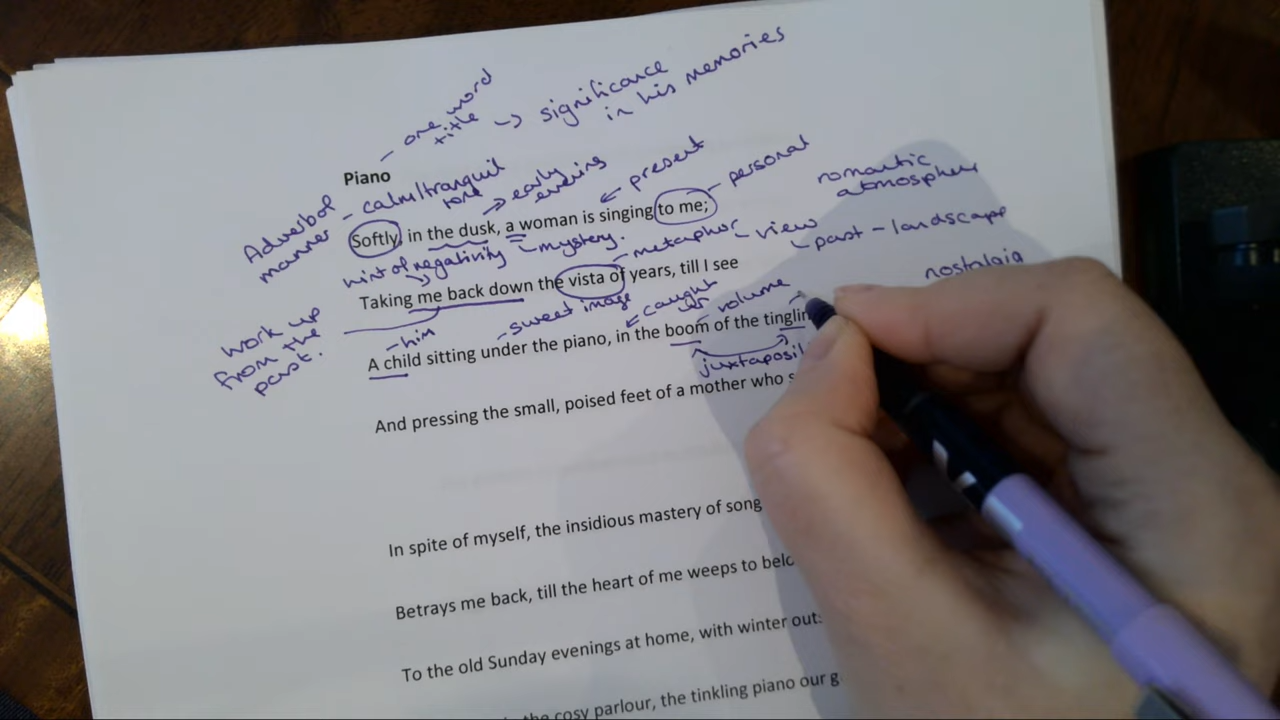 one word
title -> significance
in his memories
Piano
Adverb of
manner - calm/tranquil
tone
early
evening
present
personal
romantic
atmosphere
Softly, in the dusk, a woman is singing to me;
hint of negativity
mystery.
metaphor - view
past - landscape
Taking me back down the vista of years, till I see
nostalgia
work up
from the
past.
him
sweet image
caught
volume
A child sitting under the piano, in the boom of the
juxtaposi
And pressing the small, poised feet of a mother who
In spite of myself, the insidious mastery of song
Betrays me back, till the heart of me weeps to
To the old Sunday evenings at home, with winter
the cosy parlour, the tinkling piano our